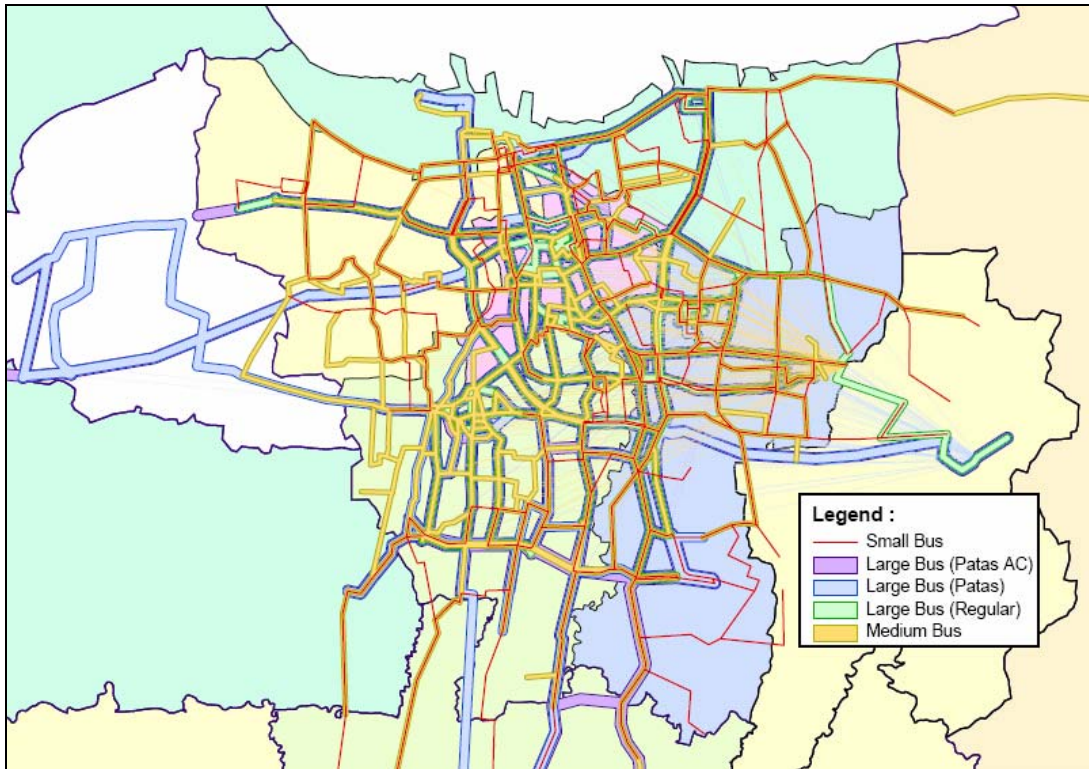 Legend :
Small Bus
Large Bus (Patas AC)
Large Bus (Patas)
Large Bus (Regular)
Medium Bus